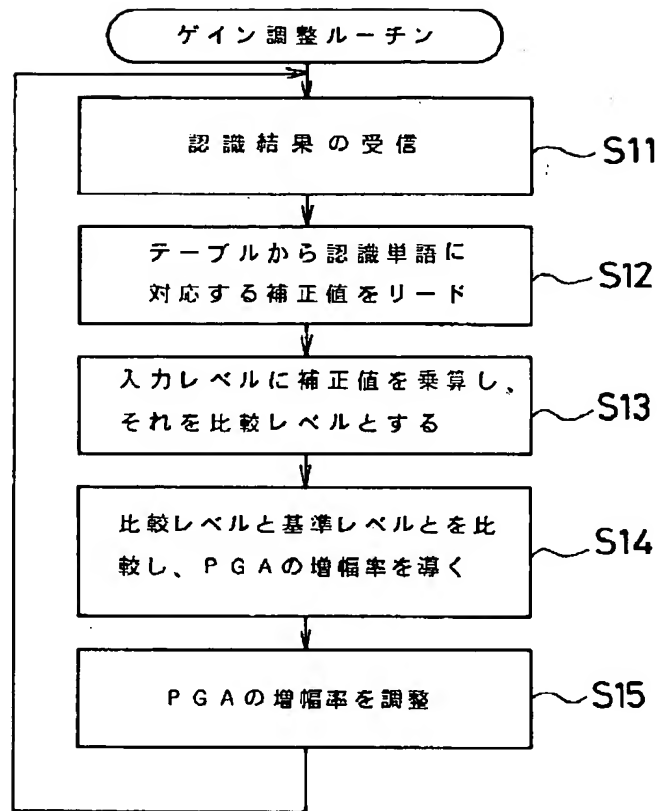 ゲイン調整ルーチン
認識結果の受信
S11
テーブルから認識単語に
対応する補正値をリード
S12
入力レベルに補正値を乗算し、
それを比較レベルとする
S13
比較レベルと基準レベルとを比
較し、PGAの増幅率を導く
S14
PGAの増幅率を調整
S15